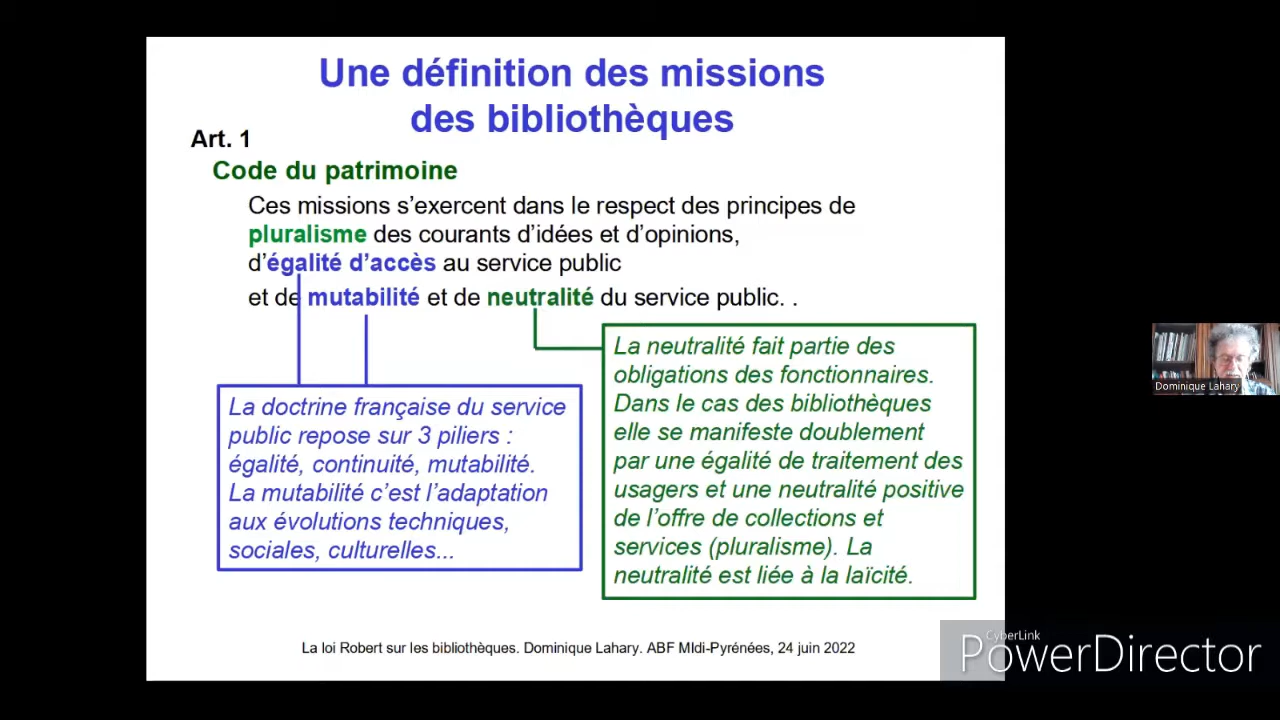 Une définition des missions
des bibliothèques
Art. 1
Code du patrimoine
Ces missions s’exercent dans le respect des principes de
pluralisme des courants d’idées et d’opinions,
d’égalité d’accès au service public
et de mutabilité et de neutralité du service public. .
La doctrine française du service
public repose sur 3 piliers :
égalité, continuité, mutabilité.
La mutabilité c’est l’adaptation
aux évolutions techniques,
sociales, culturelles...
La neutralité fait partie des
obligations des fonctionnaires.
Dans le cas des bibliothèques
elle se manifeste doublement
par une égalité de traitement des
usagers et une neutralité positive
de l’offre de collections et
services (pluralisme). La
neutralité est liée à la laïcité.
La loi Robert sur les bibliothèques. Dominique Lahary. ABF MIdi-Pyrénées, 24 juin 2022
Dominique Lahary
CyberLink
PowerDirector